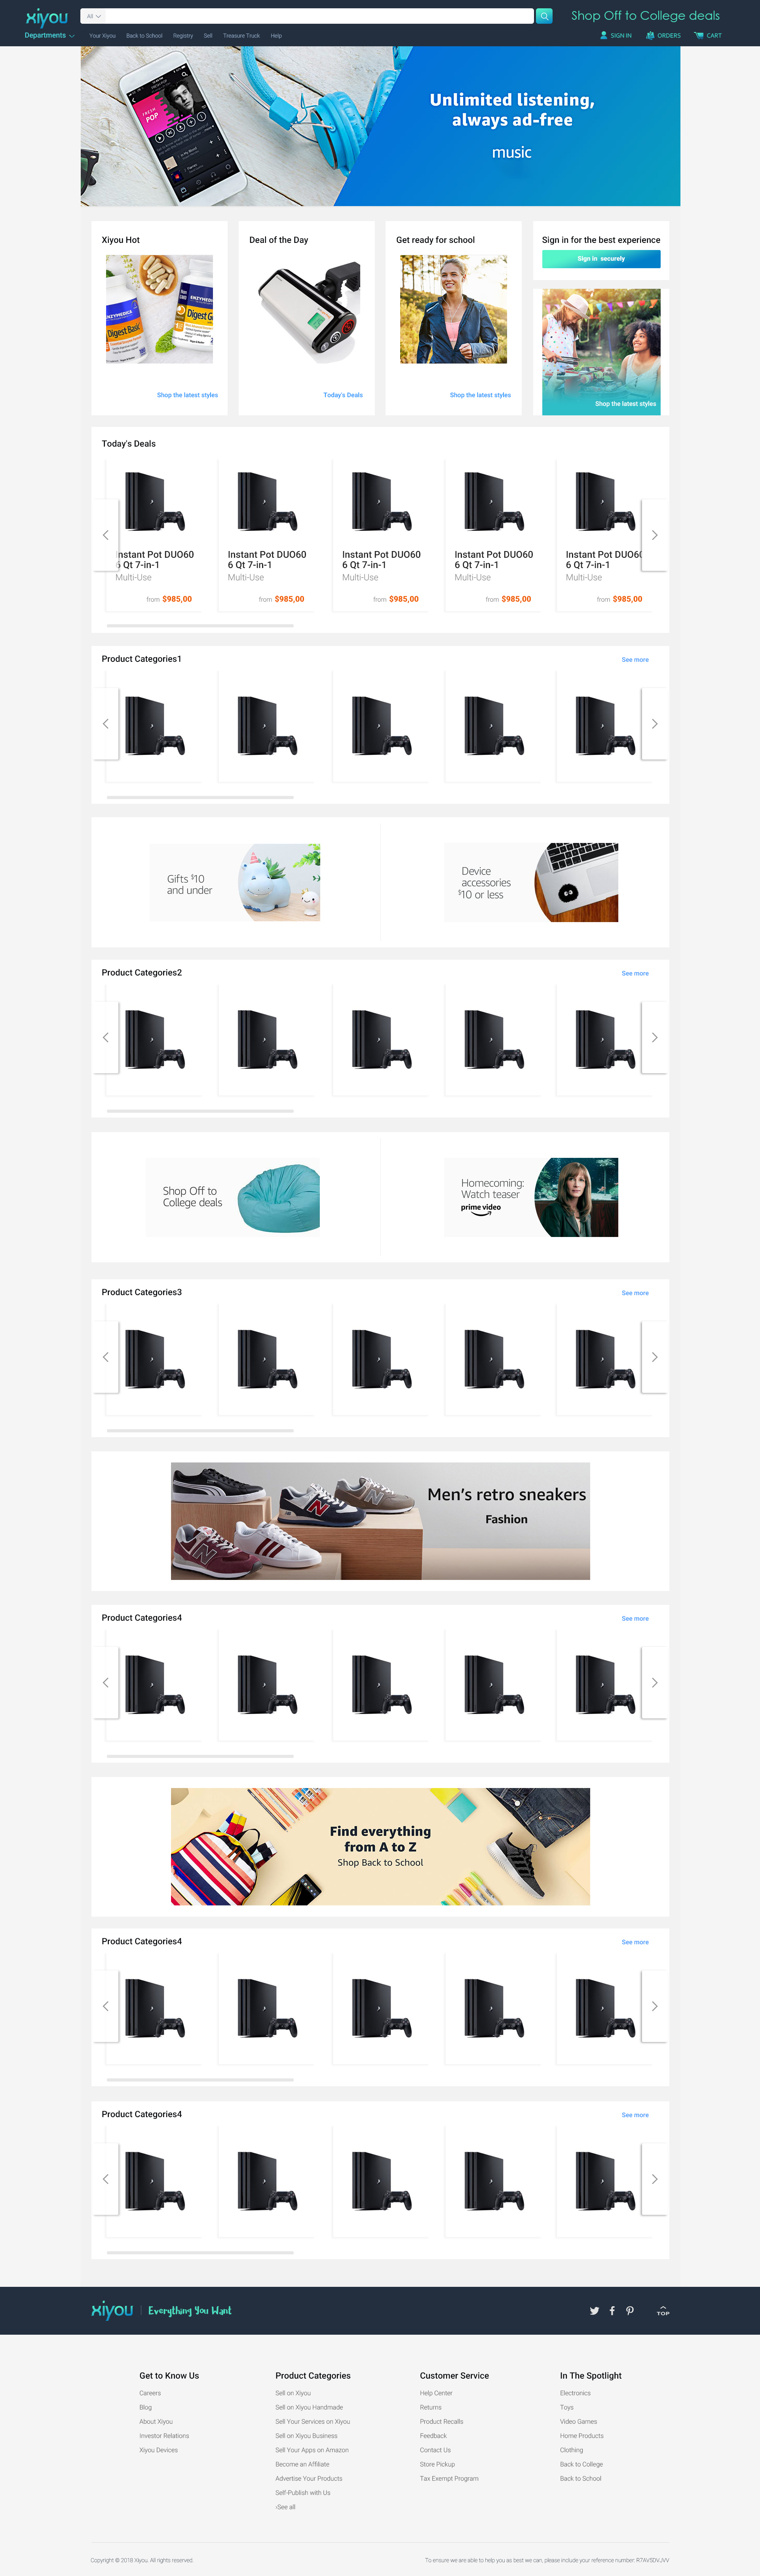 xiyou
All
Shop Off to College deals
Departments
Your Xiyou
Back to School
Registry
Sell
Treasure Truck
Help
SIGN IN
ORDERS
CART
FRESH
POP
Unlimited listening,
always ad-free
music
Xiyou Hot
Deal of the Day
Get ready for school
Sign in for the best experience
Sign in securely
ENZYMEDICA
Digest Basic
ENZYMEDICA
Digest G
Shop the latest styles
Today's Deals
Shop the latest styles
Shop the latest styles
Today's Deals
Instant Pot DUO60
6 Qt 7-in-1
Multi-Use
from $985,00
Instant Pot DUO60
6 Qt 7-in-1
Multi-Use
from $985,00
Instant Pot DUO60
6 Qt 7-in-1
Multi-Use
from $985,00
Instant Pot DUO60
6 Qt 7-in-1
Multi-Use
from $985,00
Instant Pot DUO60
6 Qt 7-in-1
Multi-Use
from $985,00
Product Categories1
See more
Gifts $10
and under
Device
accessories
$10 or less
Product Categories2
See more
Shop Off to
College deals
Homecoming:
Watch teaser
prime video
Product Categories3
See more
Men's retro sneakers
Fashion
Product Categories4
See more
Find everything
from A to Z
Shop Back to School
Product Categories4
See more
Product Categories4
See more
xiyou
Everything You Want
TOP
Get to Know Us
Careers
Blog
About Xiyou
Investor Relations
Xiyou Devices
Product Categories
Sell on Xiyou
Sell on Xiyou Handmade
Sell Your Services on Xiyou
Sell on Xiyou Business
Sell Your Apps on Amazon
Become an Affiliate
Advertise Your Products
Self-Publish with Us
›See all
Customer Service
Help Center
Returns
Product Recalls
Feedback
Contact Us
Store Pickup
Tax Exempt Program
In The Spotlight
Electronics
Toys
Video Games
Home Products
Clothing
Back to College
Back to School
Copyright © 2018 Xiyou. All rights reserved.
To ensure we are able to help you as best we can, please include your reference number: R7AV5DVJVV